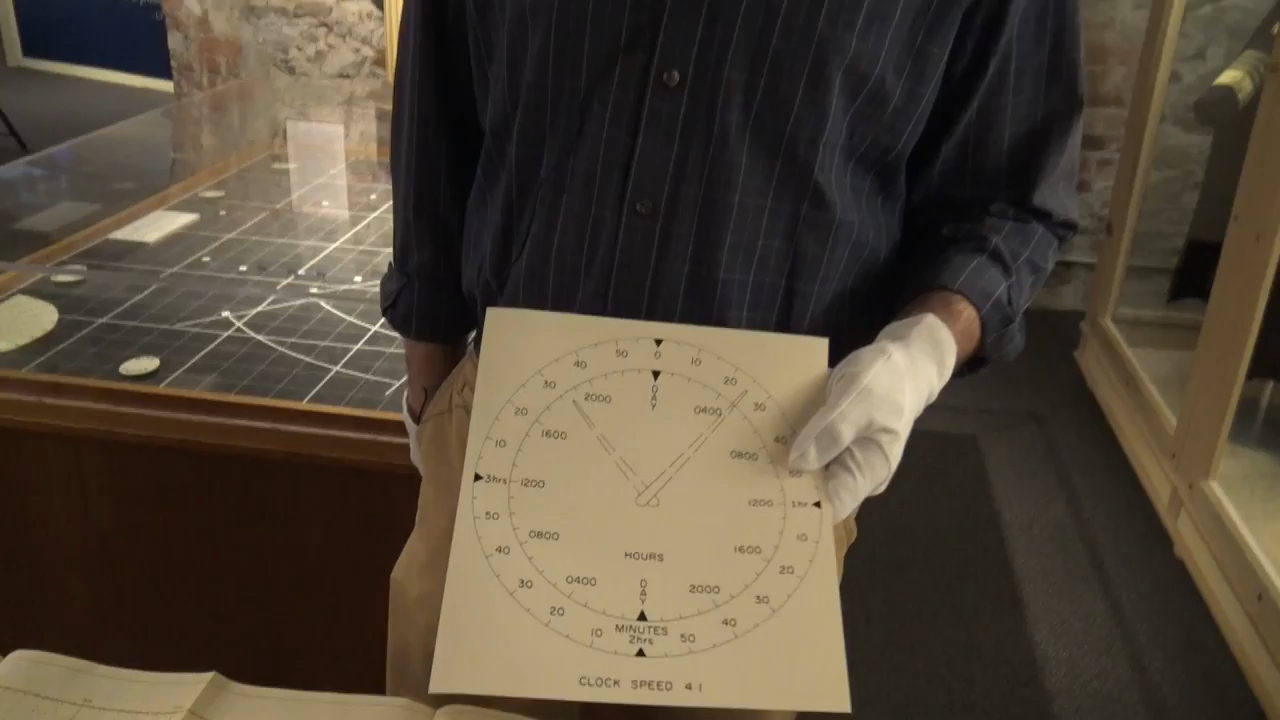 50 0 10
40 20
30 2000 DAY 0400 30
20 1600 0800 40
10 50
3hrs 1200 1200 1hr
50 0800 HOURS 1600 10
40 0400 DAY 2000 20
30 30
20 MINUTES 40
10 2hrs 50
CLOCK SPEED 4 1